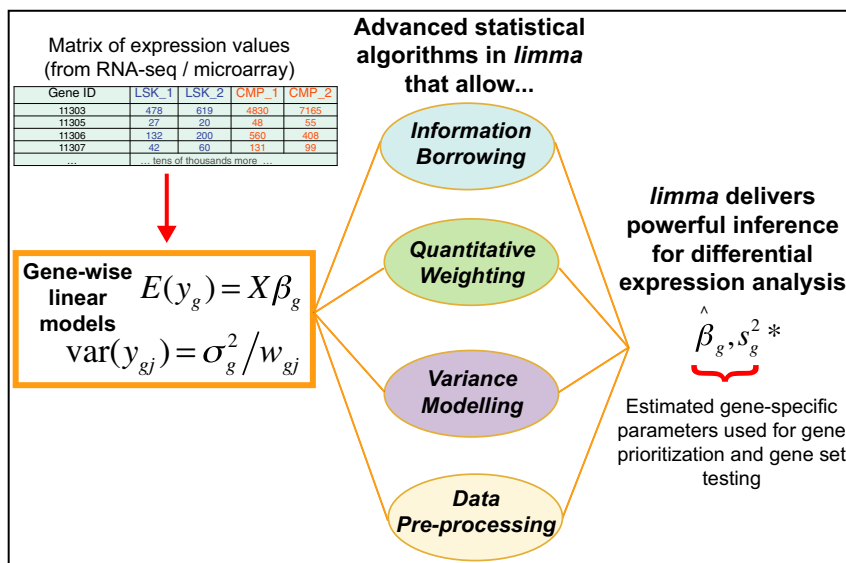 Matrix of expression values
(from RNA-seq / microarray)
Gene ID LSK_1 LSK_2 CMP_1 CMP_2
11303 478 619 4830 7165
11305 27 20 48 55
11306 132 200 560 408
11307 42 60 131 99
... ... tens of thousands more ...
Gene-wise
linear
models
E(y_g) = Xβ_g
var(y_gj) = σ_g^2/w_gj
Advanced statistical
algorithms in limma
that allow...
Information
Borrowing
Quantitative
Weighting
Variance
Modelling
Data
Pre-processing
limma delivers
powerful inference
for differential
expression analysis
β̂_g, s_g^2 *
Estimated gene-specific
parameters used for gene
prioritization and gene set
testing